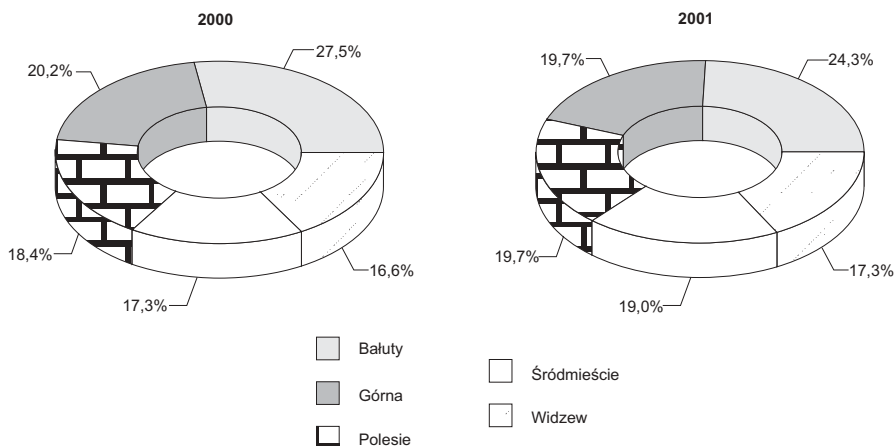 2000
2001
27,5%
20,2%
18,4%
17,3%
16,6%
24,3%
19,7%
19,7%
19,0%
17,3%
Bałuty
Górna
Polesie
Śródmieście
Widzew